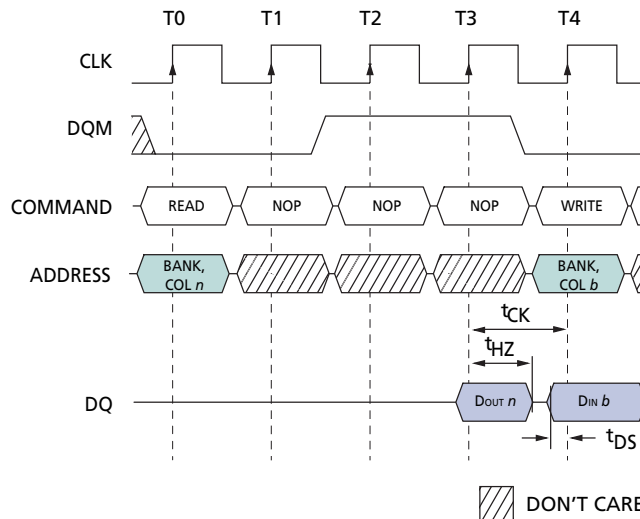 T0 T1 T2 T3 T4
CLK
DQM
COMMAND READ NOP NOP NOP WRITE
ADDRESS BANK, COL n BANK, COL b
tCK
tHZ
DQ DOUT n DIN b
tDS
DON'T CARE